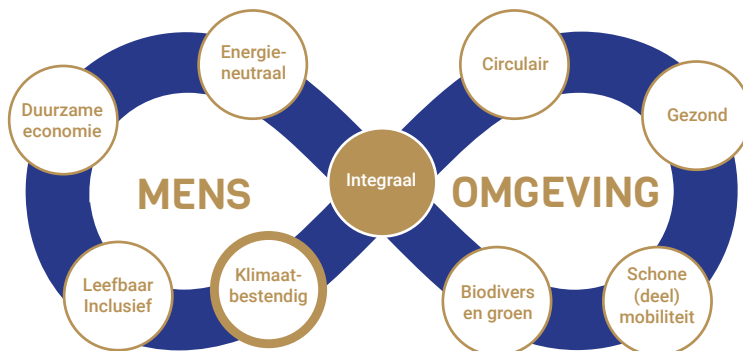 Energie-
neutraal
Duurzame
economie
MENS
Leefbaar
Inclusief
Klimaat-
bestendig
Integraal
Circulair
Gezond
OMGEVING
Biodivers
en groen
Schone
(deel)
mobiliteit